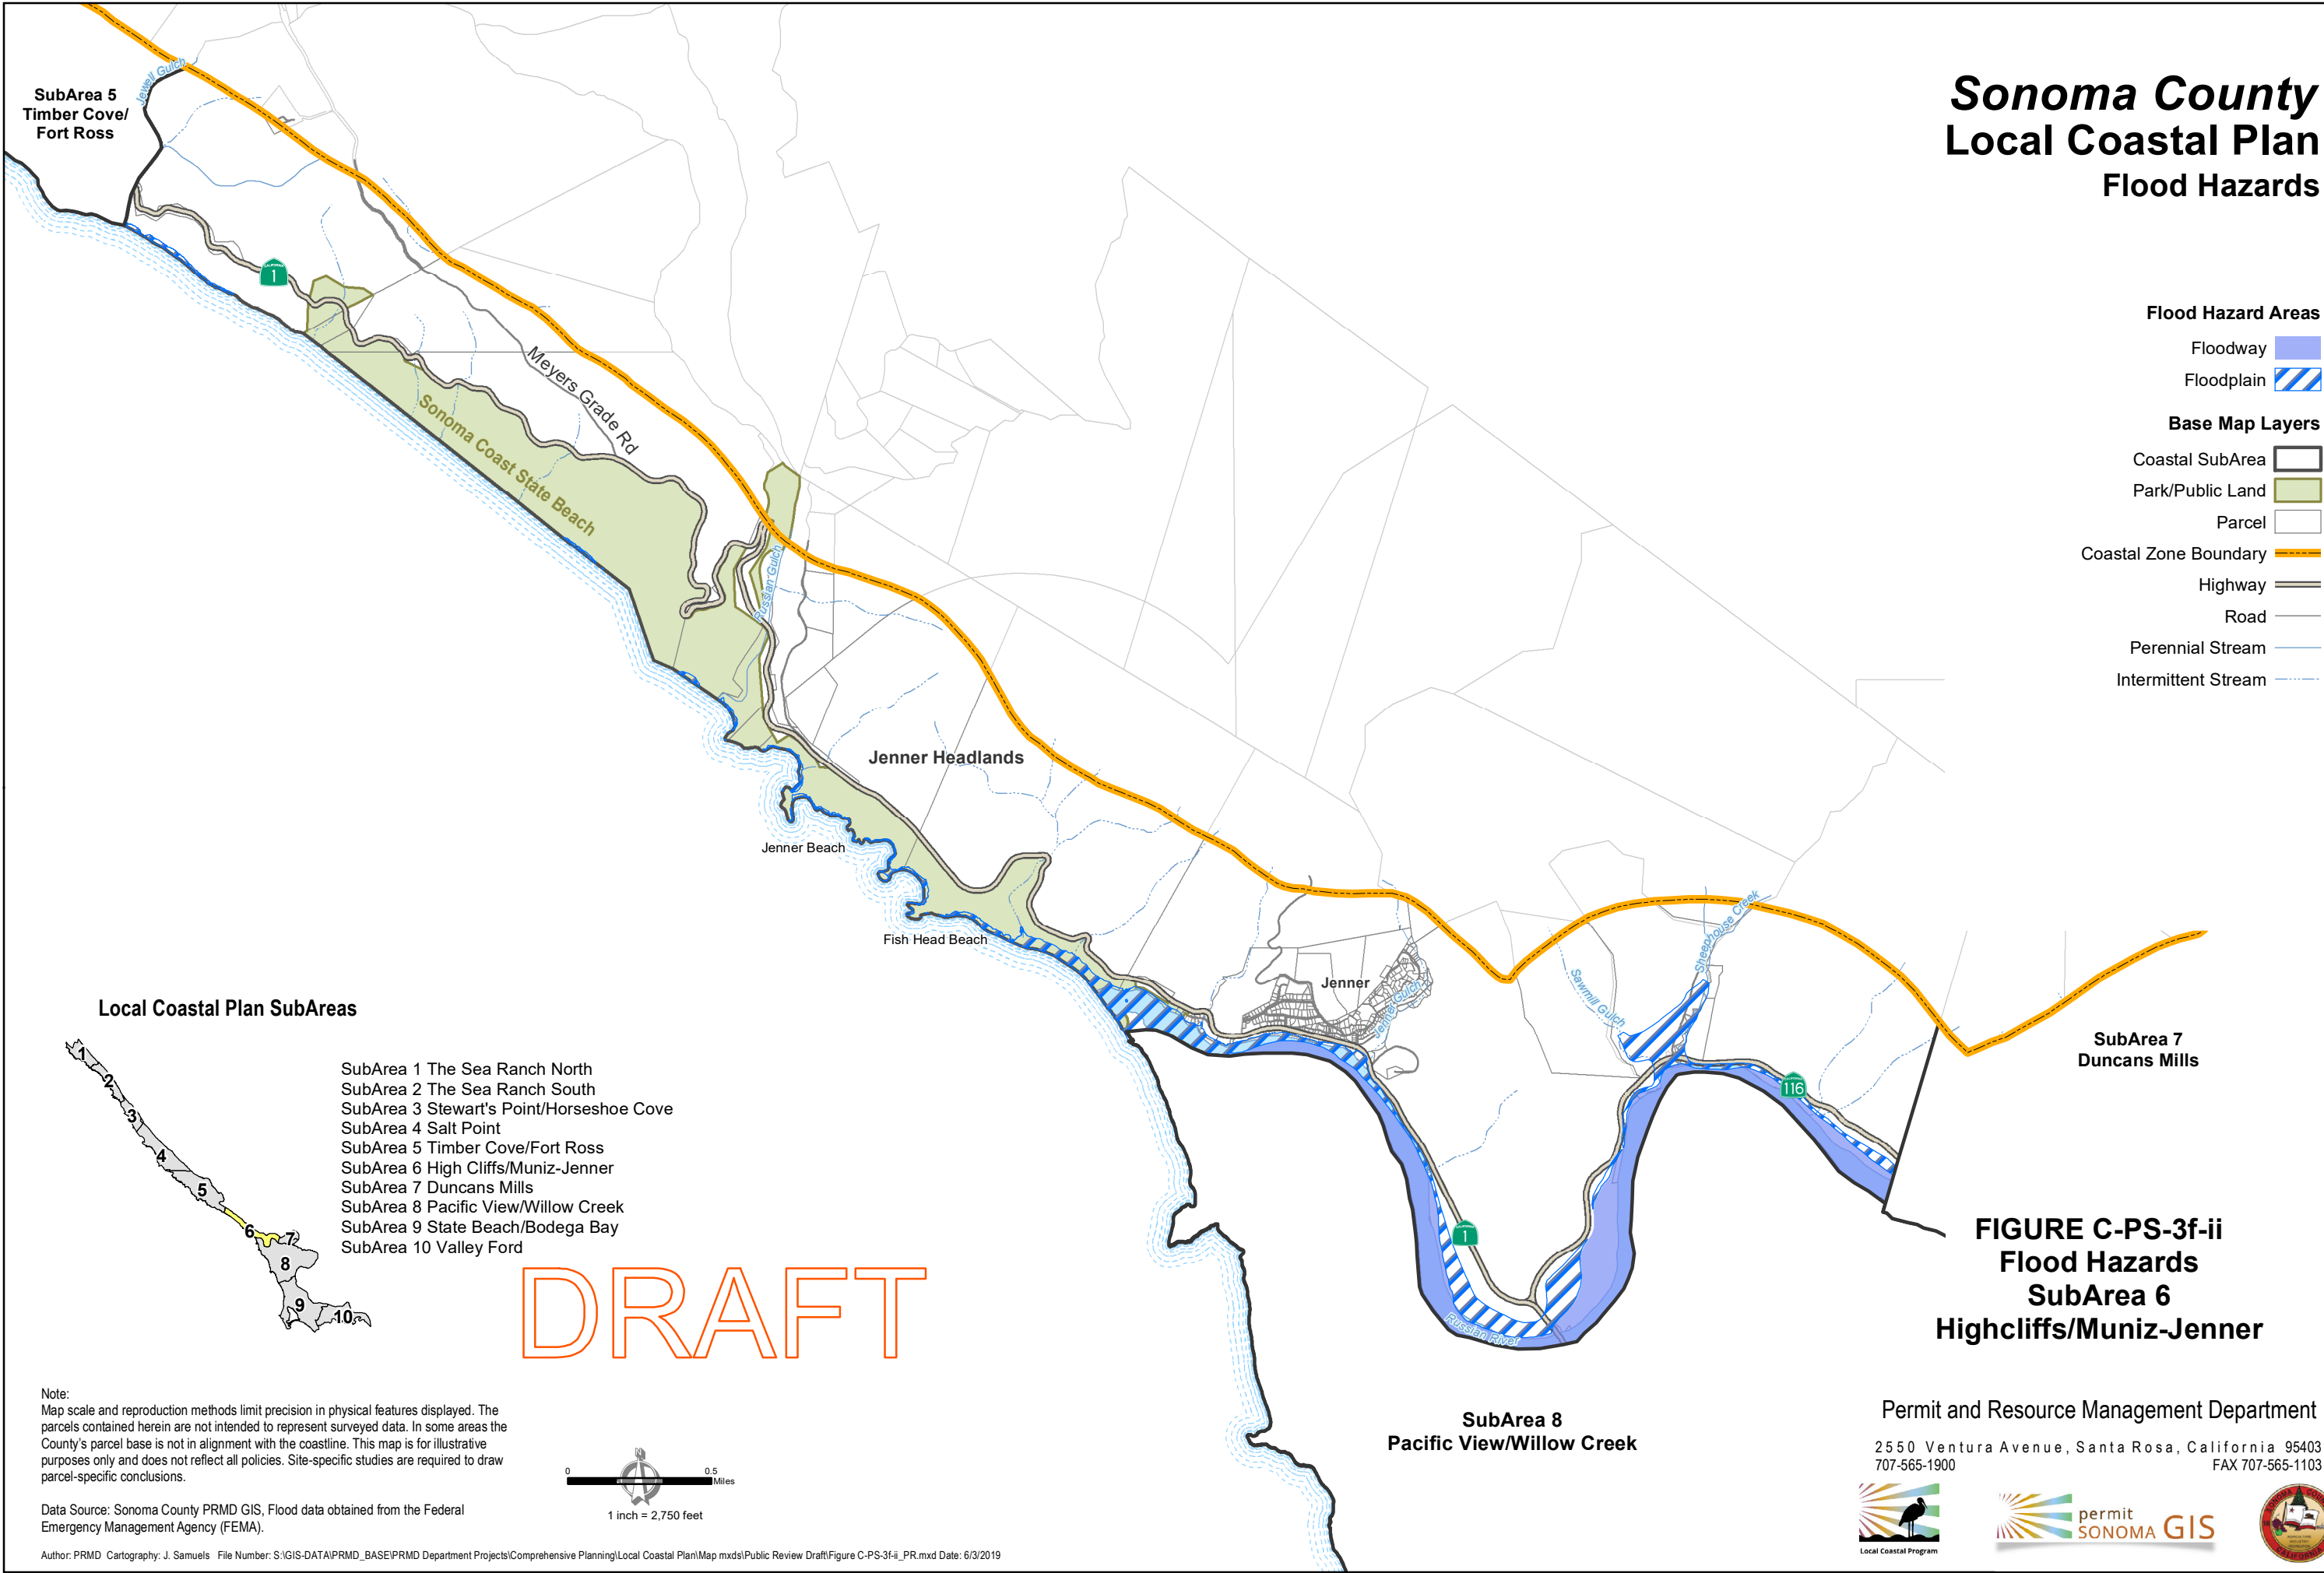 Sonoma County
Local Coastal Plan
Flood Hazards
SubArea 5
Timber Cove/
Fort Ross
Jewell Gulch
1
Meyers Grade Rd
Sonoma Coast State Beach
Russian Gulch
Jenner Headlands
Jenner Beach
Fish Head Beach
Jenner
Jenner Gulch
Sawmill Gulch
Sheephouse Creek
116
1
Russian River
SubArea 7
Duncans Mills
SubArea 8
Pacific View/Willow Creek
Flood Hazard Areas
Floodway
Floodplain
Base Map Layers
Coastal SubArea
Park/Public Land
Parcel
Coastal Zone Boundary
Highway
Road
Perennial Stream
Intermittent Stream
Local Coastal Plan SubAreas
1
2
3
4
5
6
7
8
9
10
SubArea 1 The Sea Ranch North
SubArea 2 The Sea Ranch South
SubArea 3 Stewart's Point/Horseshoe Cove
SubArea 4 Salt Point
SubArea 5 Timber Cove/Fort Ross
SubArea 6 High Cliffs/Muniz-Jenner
SubArea 7 Duncans Mills
SubArea 8 Pacific View/Willow Creek
SubArea 9 State Beach/Bodega Bay
SubArea 10 Valley Ford
DRAFT
FIGURE C-PS-3f-ii
Flood Hazards
SubArea 6
Highcliffs/Muniz-Jenner
Note:
Map scale and reproduction methods limit precision in physical features displayed. The
parcels contained herein are not intended to represent surveyed data. In some areas the
County's parcel base is not in alignment with the coastline. This map is for illustrative
purposes only and does not reflect all policies. Site-specific studies are required to draw
parcel-specific conclusions.
Data Source: Sonoma County PRMD GIS, Flood data obtained from the Federal
Emergency Management Agency (FEMA).
0 0.5
Miles
1 inch = 2,750 feet
Author: PRMD Cartography: J. Samuels File Number: S:\GIS-DATA\PRMD_BASE\PRMD Department Projects\Comprehensive Planning\Local Coastal Plan\Map mxds\Public Review Draft\Figure C-PS-3f-ii_PR.mxd Date: 6/3/2019
Permit and Resource Management Department
2550 Ventura Avenue, Santa Rosa, California 95403
707-565-1900 FAX 707-565-1103
Local Coastal Program
permit
SONOMA GIS